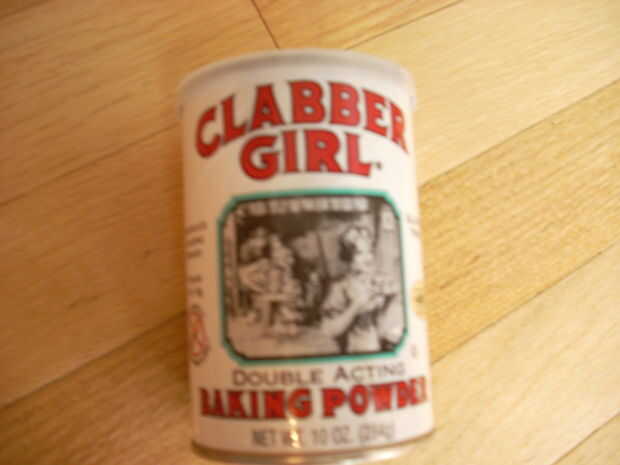 CLABBER
GIRL
DOUBLE ACTING
BAKING POWDER
NET WT. 10 OZ. (284g)